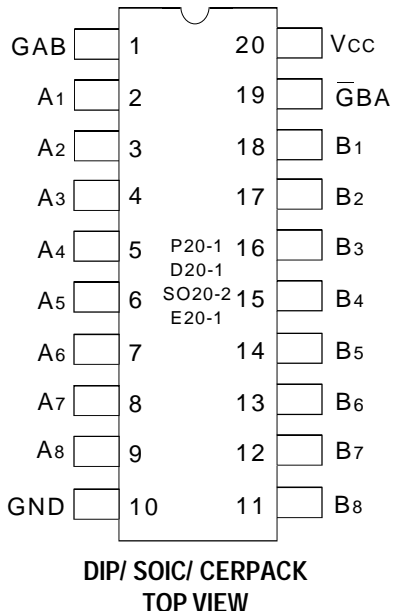 GAB 1 20 Vcc
A1 2 19 G̅BA
A2 3 18 B1
A3 4 17 B2
A4 5 P20-1 16 B3
D20-1
A5 6 SO20-2 15 B4
E20-1
A6 7 14 B5
A7 8 13 B6
A8 9 12 B7
GND 10 11 B8
DIP/ SOIC/ CERPACK
TOP VIEW